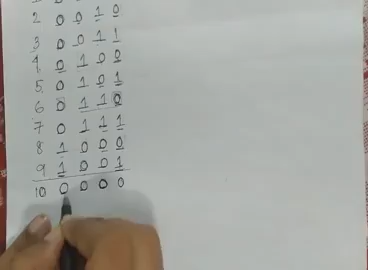 2 0 0 1 0
3 0 0 1 1
4 0 1 0 0
5 0 1 0 1
6 0 1 1 0
7 0 1 1 1
8 1 0 0 0
9 1 0 0 1
10 0 0 0 0